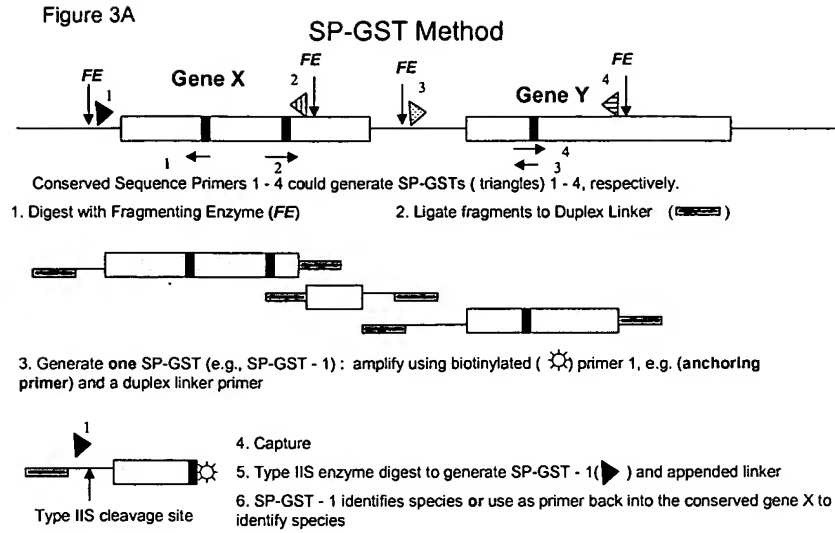 Figure 3A
SP-GST Method
FE 1 Gene X 2 FE FE 3 Gene Y 4 FE
1 2 4
3
Conserved Sequence Primers 1 - 4 could generate SP-GSTs ( triangles) 1 - 4, respectively.
1. Digest with Fragmenting Enzyme (FE) 2. Ligate fragments to Duplex Linker ( )
3. Generate one SP-GST (e.g., SP-GST - 1) : amplify using biotinylated ( ) primer 1, e.g. (anchoring
primer) and a duplex linker primer
1
4. Capture
5. Type IIS enzyme digest to generate SP-GST - 1( ) and appended linker
Type IIS cleavage site
6. SP-GST - 1 identifies species or use as primer back into the conserved gene X to
identify species